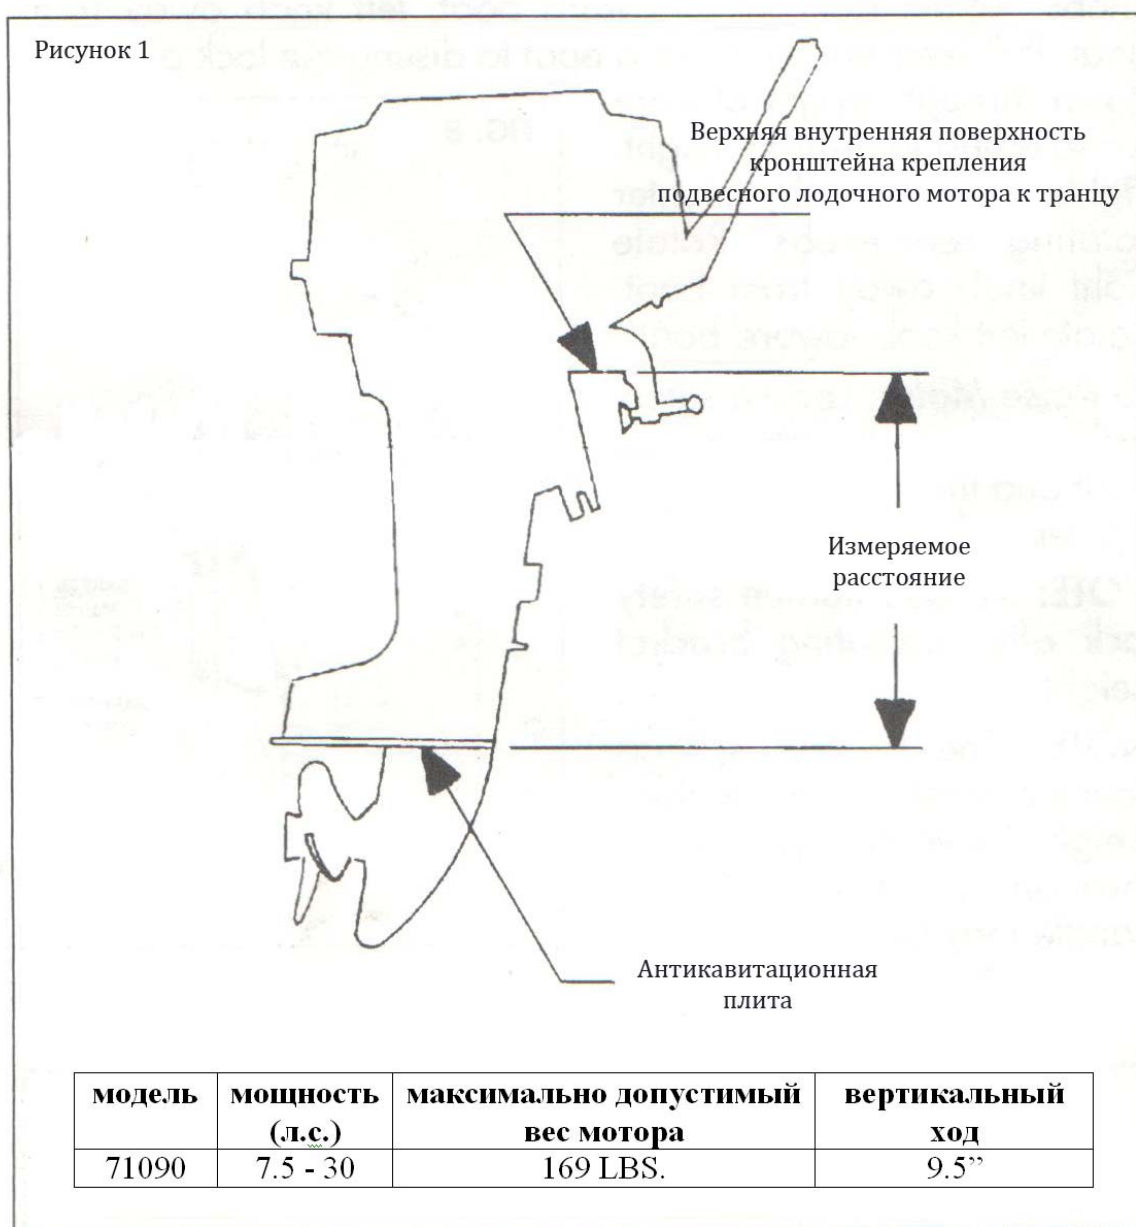 Рисунок 1
Верхняя внутренняя поверхность
кронштейна крепления
подвесного лодочного мотора к транцу
Измеряемое
расстояние
Антикавитационная
плита
модель мощность (л.с.) максимально допустимый вес мотора вертикальный ход
71090 7.5 - 30 169 LBS. 9.5”